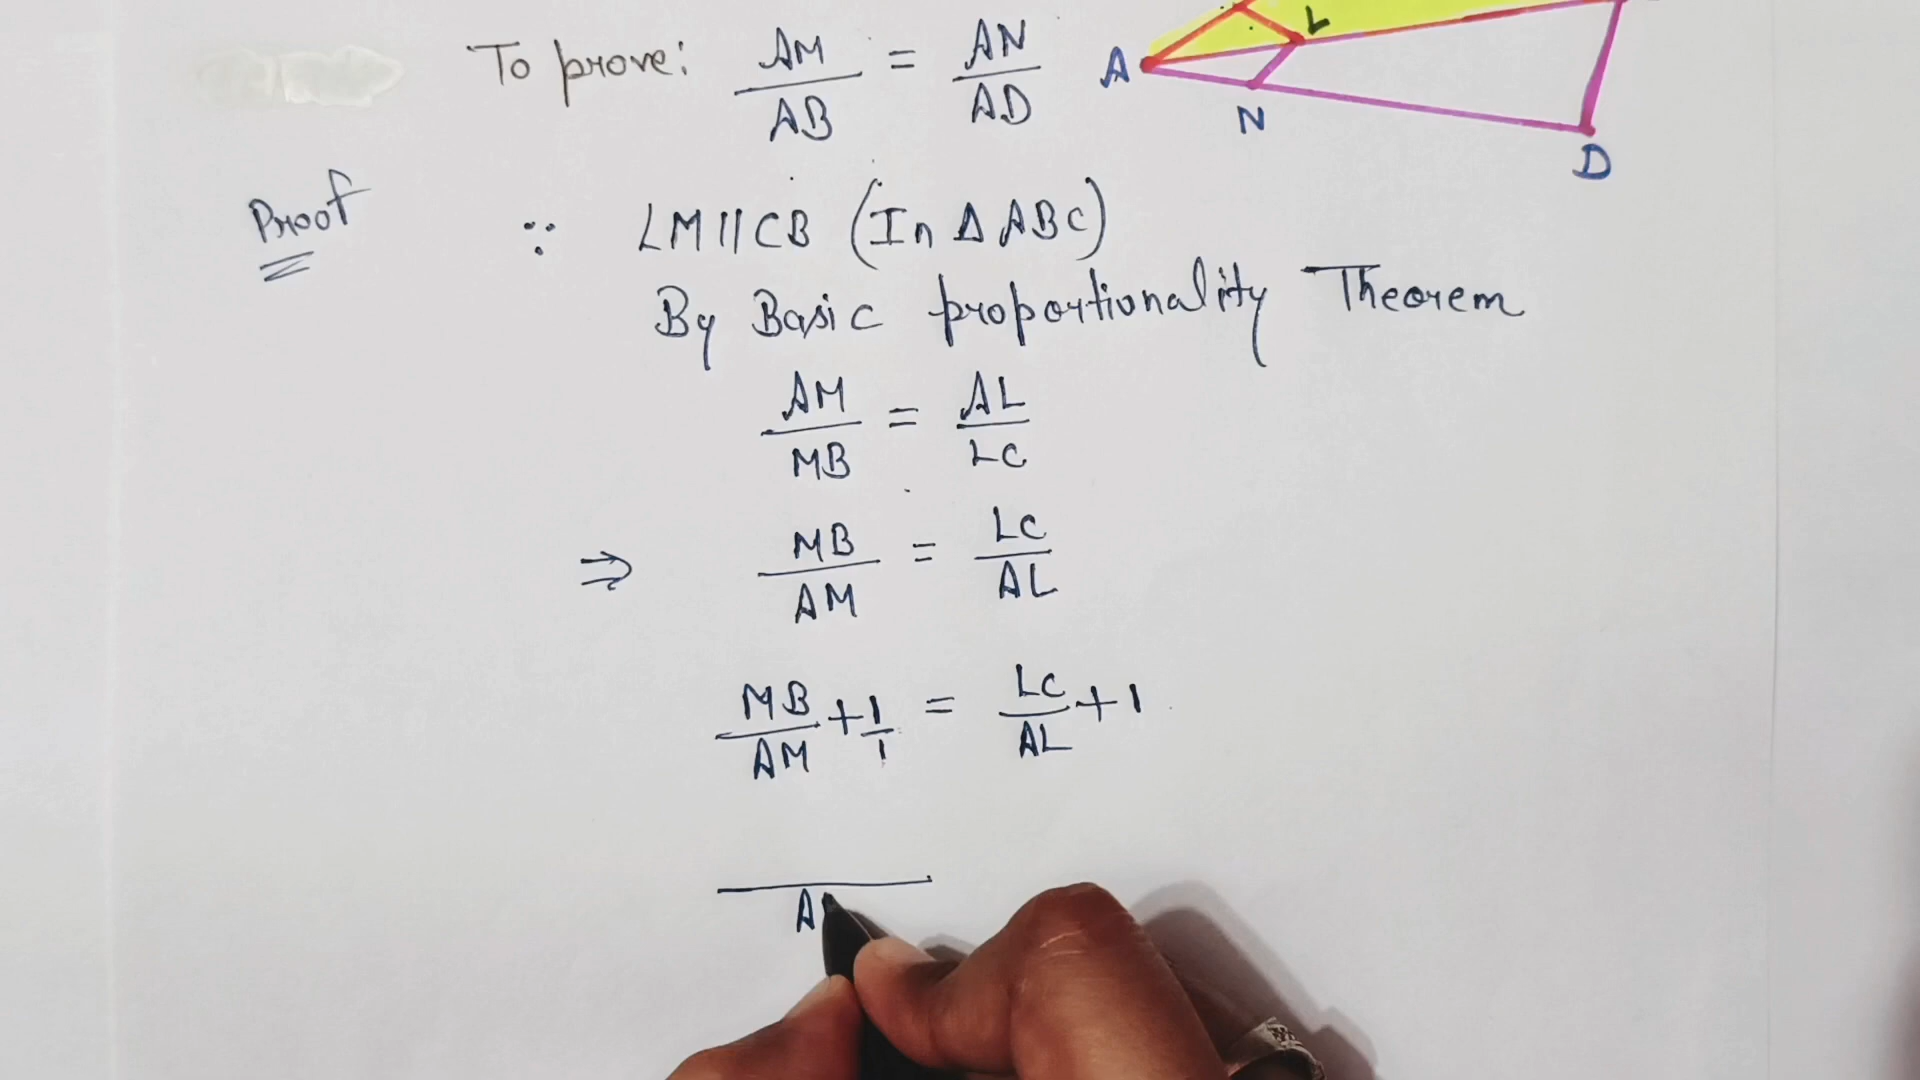 To prove: AM/AB = AN/AD
A
L
N
D
Proof
∵ LM||CB (In Δ ABC)
By Basic proportionality Theorem
AM/MB = AL/LC
⇒ MB/AM = LC/AL
MB/AM + 1/1 = LC/AL + 1
A